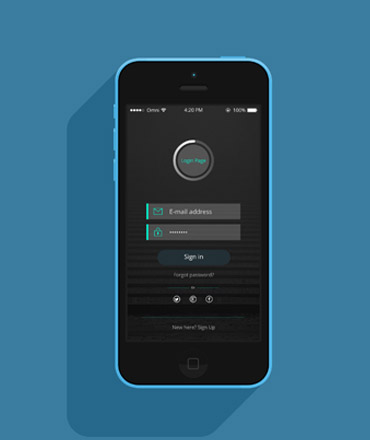 Omni 4:20 PM 100%
Login Page
E-mail address
Sign in
Forgot password?
or
New here? Sign Up